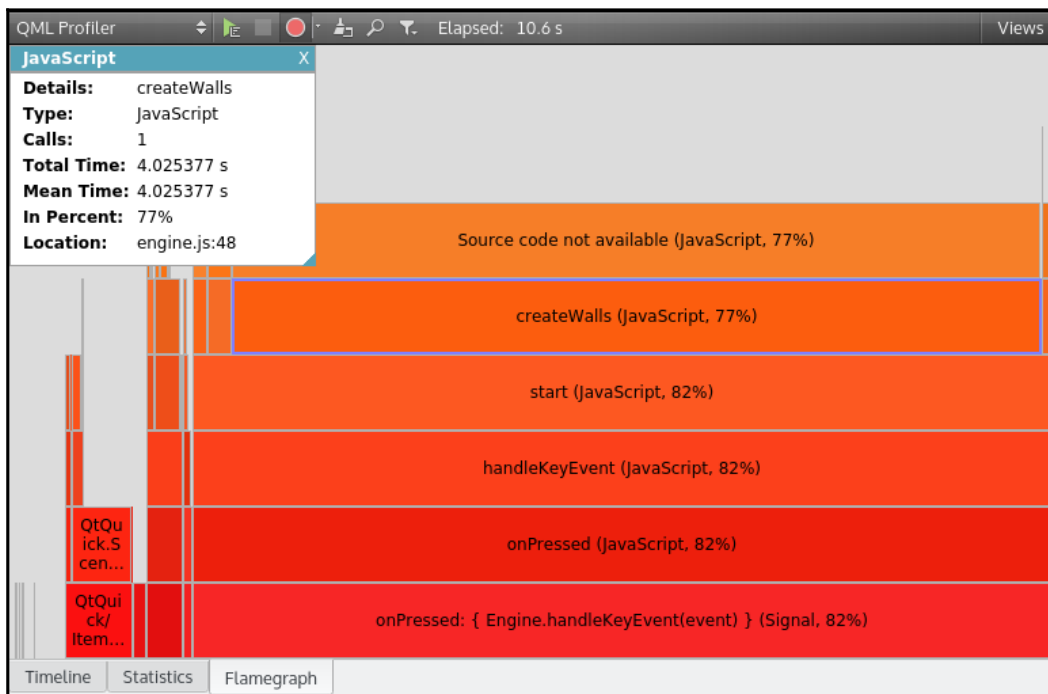 QML Profiler Elapsed: 10.6 s Views
JavaScript X
Details: createWalls
Type: JavaScript
Calls: 1
Total Time: 4.025377 s
Mean Time: 4.025377 s
In Percent: 77%
Location: engine.js:48
Source code not available (JavaScript, 77%)
createWalls (JavaScript, 77%)
start (JavaScript, 82%)
handleKeyEvent (JavaScript, 82%)
QtQu
ick.S
cen...
onPressed (JavaScript, 82%)
QtQui
ck/
Item...
onPressed: { Engine.handleKeyEvent(event) } (Signal, 82%)
Timeline Statistics Flamegraph